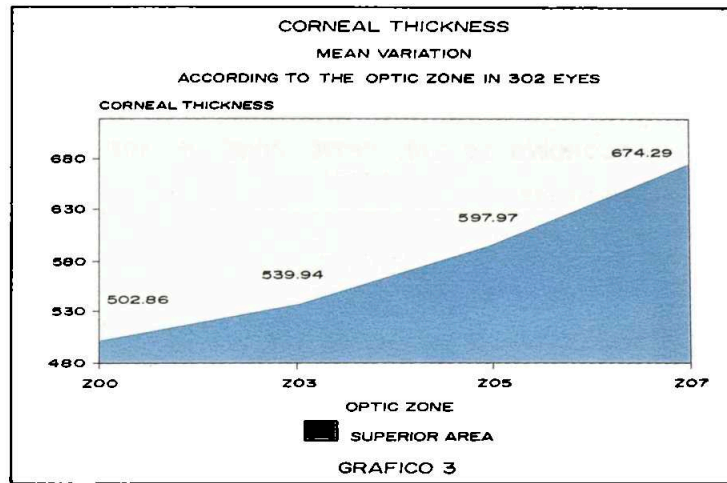 CORNEAL THICKNESS
MEAN VARIATION
ACCORDING TO THE OPTIC ZONE IN 302 EYES
CORNEAL THICKNESS
680
630
580
530
480
502.86
539.94
597.97
674.29
Z00
Z03
Z05
Z07
OPTIC ZONE
SUPERIOR AREA
GRAFICO 3